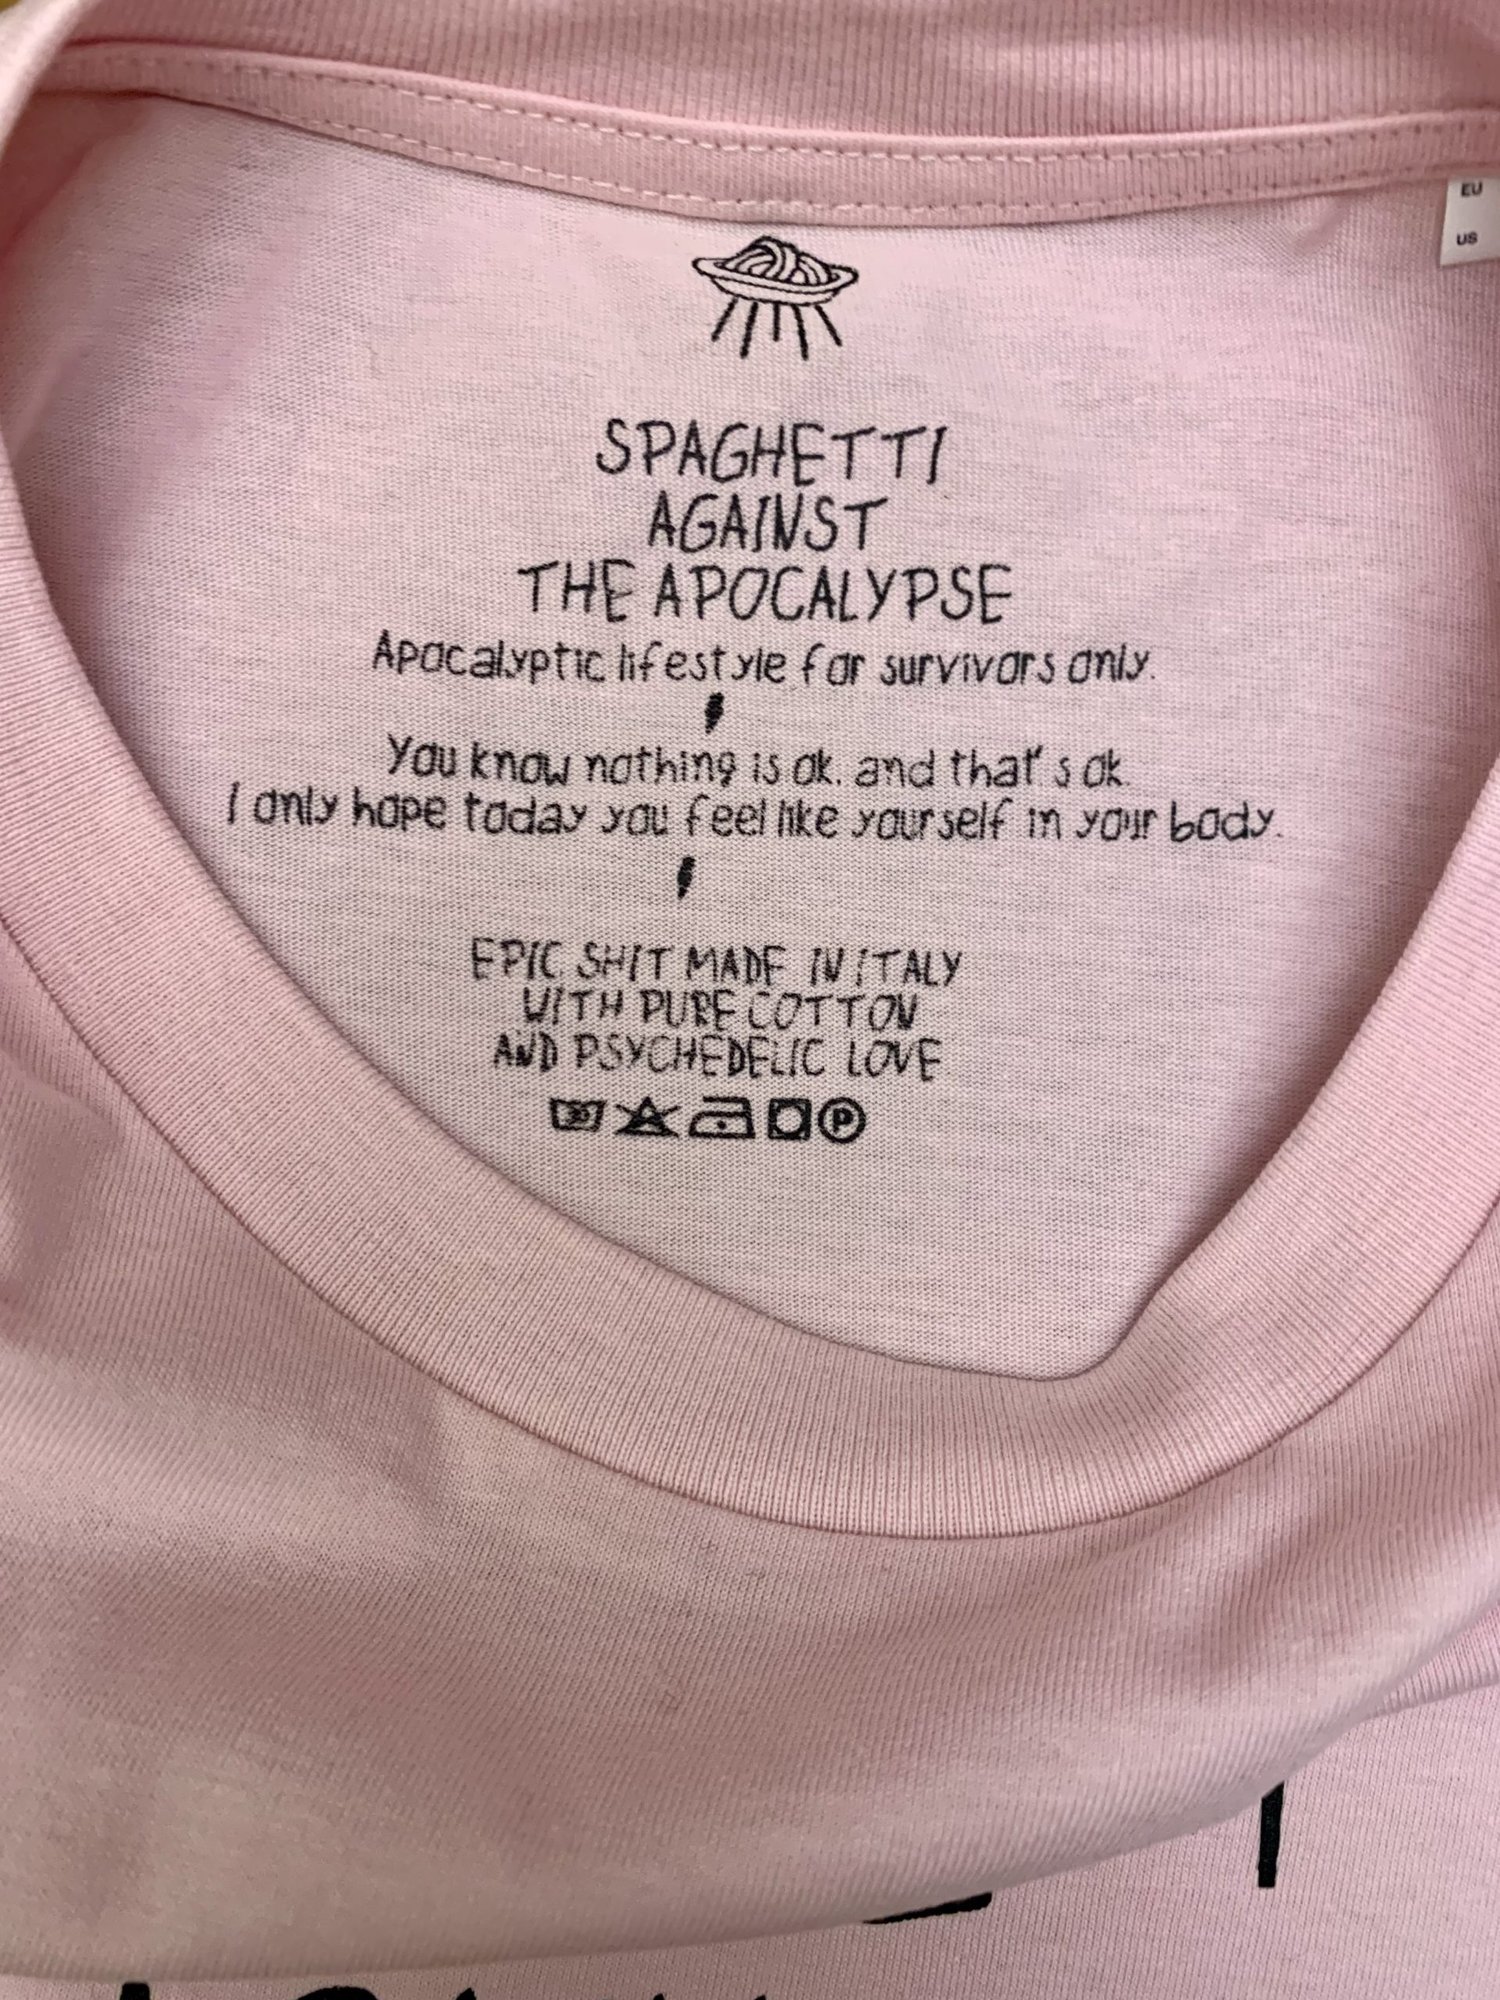 EU
US
SPAGHETTI
AGAINST
THE APOCALYPSE
Apocalyptic lifestyle for survivors only.
You know nothing is ok. and that's ok.
I only hope today you feel like yourself in your body.
EPIC SHIT MADE IN ITALY
WITH PURE COTTON
AND PSYCHEDELIC LOVE
30 P